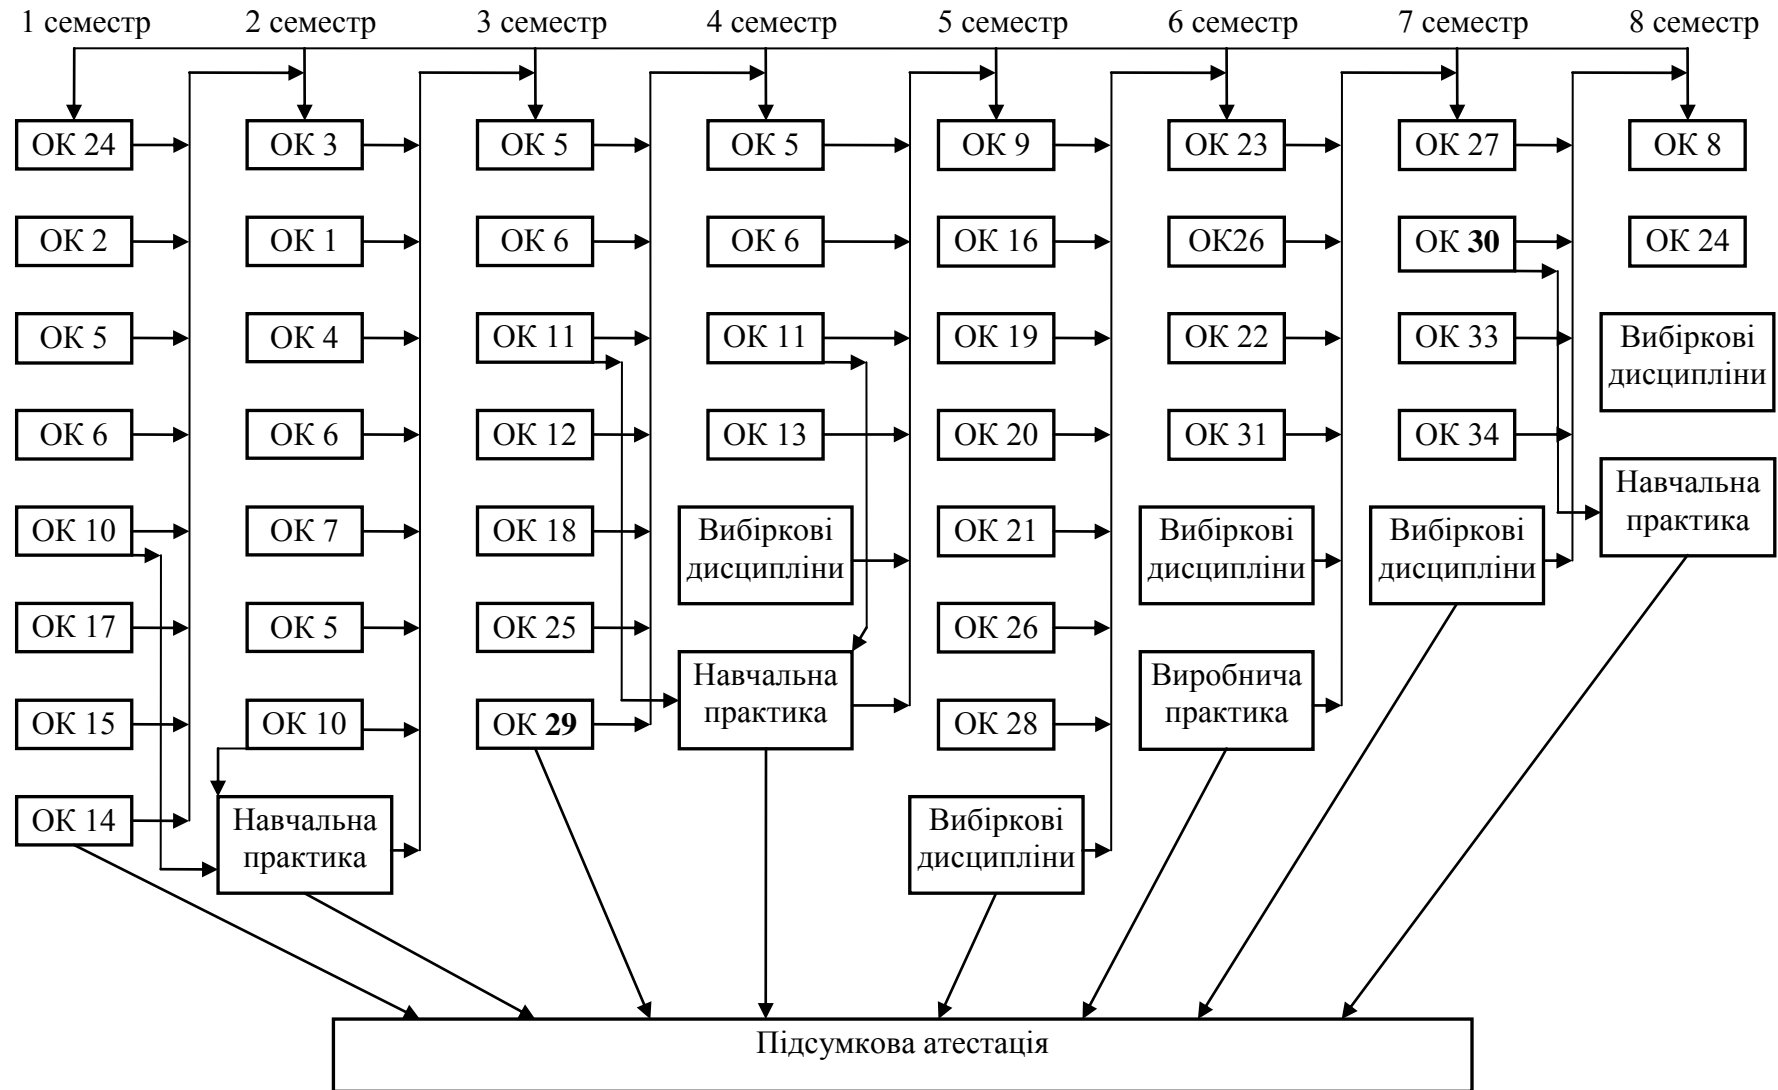 1 семестр
2 семестр
3 семестр
4 семестр
5 семестр
6 семестр
7 семестр
8 семестр
ОК 24
ОК 3
ОК 5
ОК 5
ОК 9
ОК 23
ОК 27
ОК 8
ОК 2
ОК 1
ОК 6
ОК 6
ОК 16
ОК26
ОК 30
ОК 24
ОК 5
ОК 4
ОК 11
ОК 11
ОК 19
ОК 22
ОК 33
Вибіркові
дисципліни
ОК 6
ОК 6
ОК 12
ОК 13
ОК 20
ОК 31
ОК 34
Навчальна
практика
ОК 10
ОК 7
ОК 18
Вибіркові
дисципліни
ОК 21
Вибіркові
дисципліни
Вибіркові
дисципліни
ОК 17
ОК 5
ОК 25
Навчальна
практика
ОК 26
Виробнича
практика
ОК 15
ОК 10
ОК 29
ОК 28
ОК 14
Навчальна
практика
Вибіркові
дисципліни
Підсумкова атестація